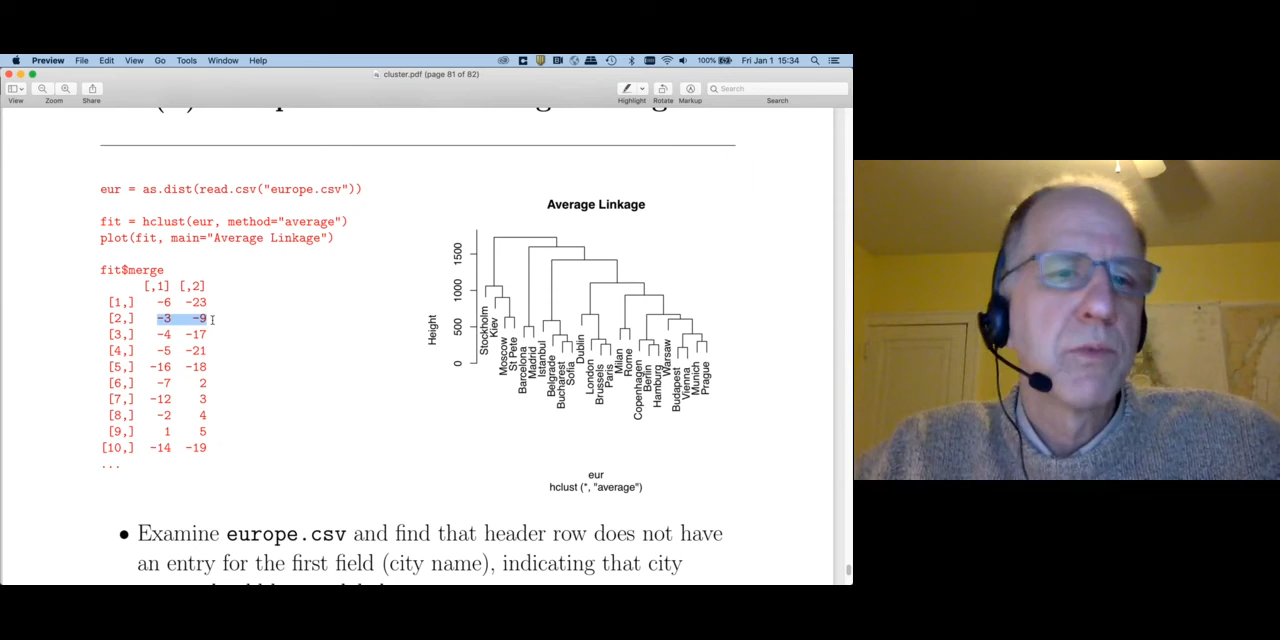 Preview File Edit View Go Tools Window Help 100% Fri Jan 1 15:34
cluster.pdf (page 81 of 82)
View Zoom Share Highlight Rotate Markup Search
Search
eur = as.dist(read.csv("europe.csv"))
fit = hclust(eur, method="average")
plot(fit, main="Average Linkage")
fit$merge
[,1] [,2]
[1,] -6 -23
[2,] -3 -9
[3,] -4 -17
[4,] -5 -21
[5,] -16 -18
[6,] -7 2
[7,] -12 3
[8,] -2 4
[9,] 1 5
[10,] -14 -19
...
Average Linkage
Height
0 500 1000 1500
Stockholm
Kiev
Moscow
St Pete
Barcelona
Madrid
Istanbul
Belgrade
Bucharest
Sofia
Dublin
London
Brussels
Paris
Milan
Rome
Copenhagen
Berlin
Hamburg
Warsaw
Budapest
Vienna
Munich
Prague
eur
hclust (*, "average")
• Examine europe.csv and find that header row does not have
an entry for the first field (city name), indicating that city